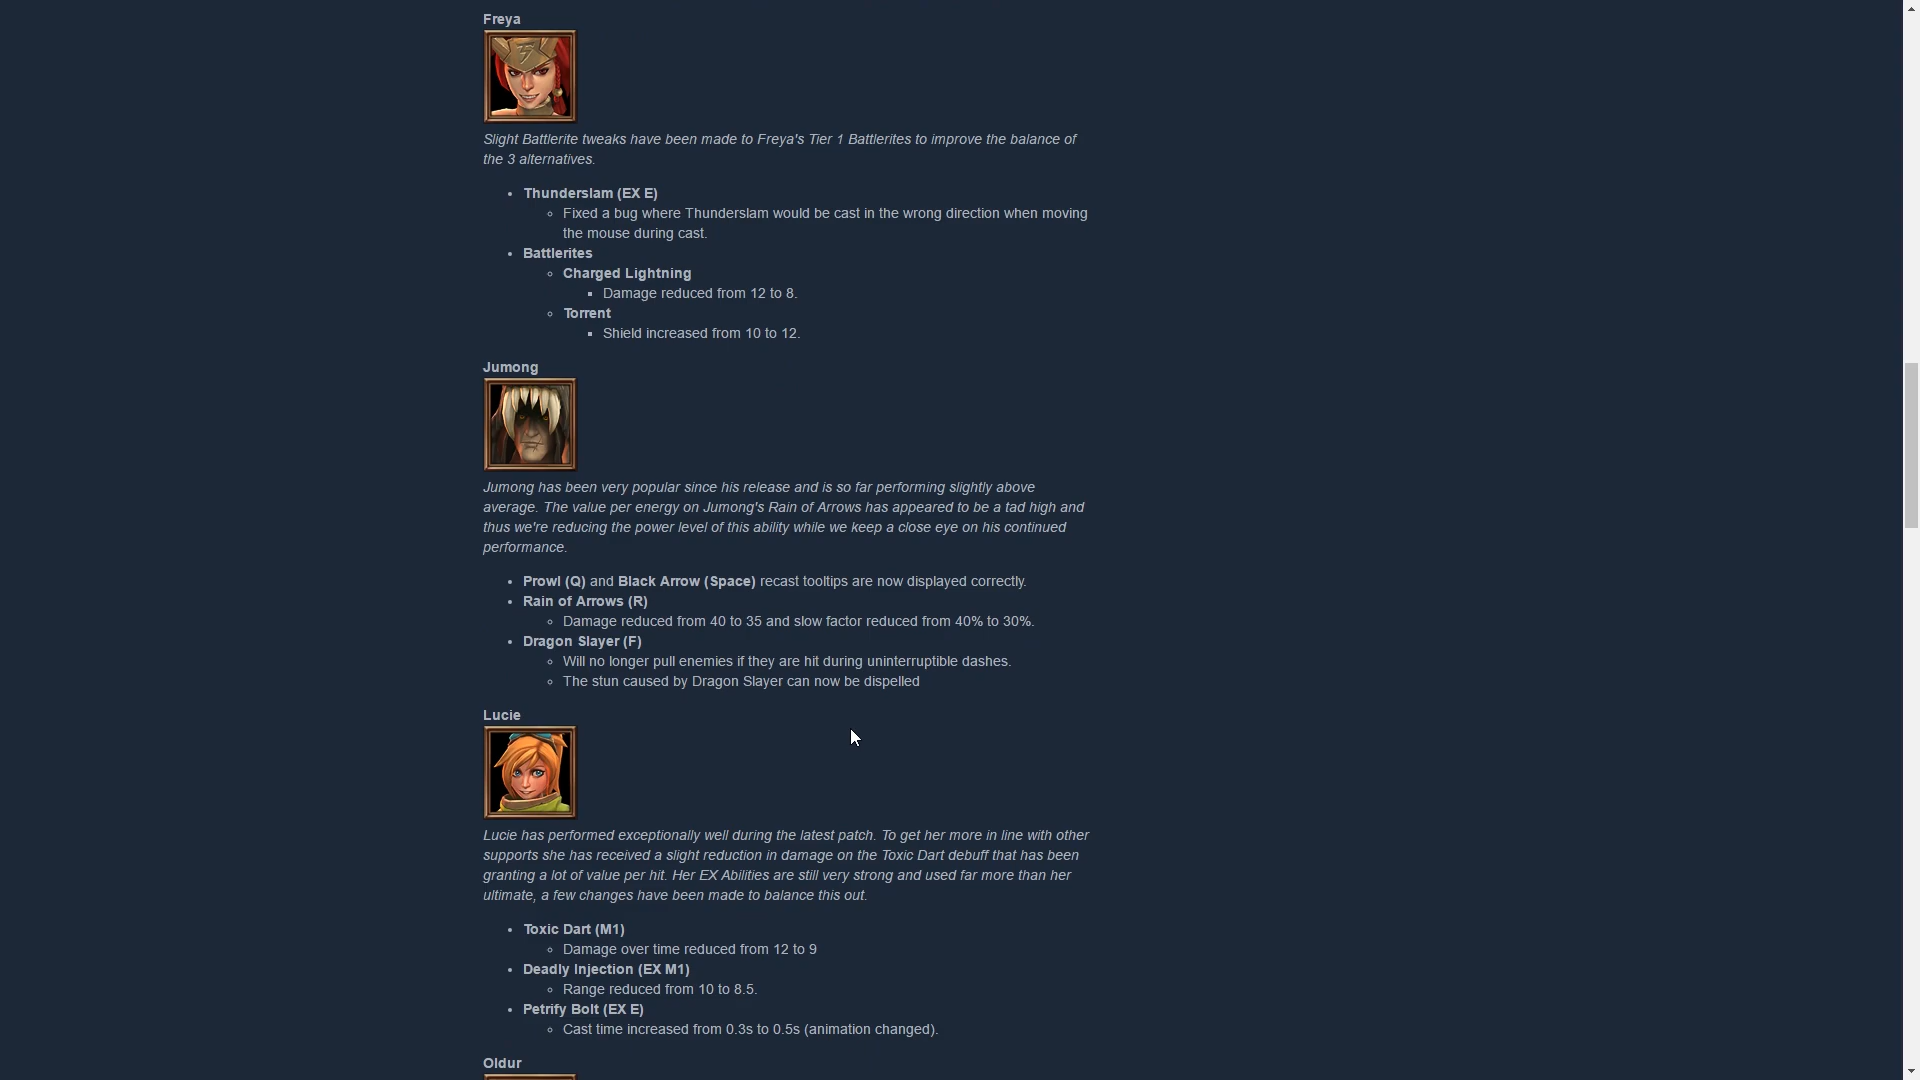 Freya
Slight Battlerite tweaks have been made to Freya's Tier 1 Battlerites to improve the balance of
the 3 alternatives.
• Thunderslam (EX E)
◦ Fixed a bug where Thunderslam would be cast in the wrong direction when moving
the mouse during cast.
• Battlerites
◦ Charged Lightning
▪ Damage reduced from 12 to 8.
◦ Torrent
▪ Shield increased from 10 to 12.
Jumong
Jumong has been very popular since his release and is so far performing slightly above
average. The value per energy on Jumong's Rain of Arrows has appeared to be a tad high and
thus we're reducing the power level of this ability while we keep a close eye on his continued
performance.
• Prowl (Q) and Black Arrow (Space) recast tooltips are now displayed correctly.
• Rain of Arrows (R)
◦ Damage reduced from 40 to 35 and slow factor reduced from 40% to 30%.
• Dragon Slayer (F)
◦ Will no longer pull enemies if they are hit during uninterruptible dashes.
◦ The stun caused by Dragon Slayer can now be dispelled
Lucie
Lucie has performed exceptionally well during the latest patch. To get her more in line with other
supports she has received a slight reduction in damage on the Toxic Dart debuff that has been
granting a lot of value per hit. Her EX Abilities are still very strong and used far more than her
ultimate, a few changes have been made to balance this out.
• Toxic Dart (M1)
◦ Damage over time reduced from 12 to 9
• Deadly Injection (EX M1)
◦ Range reduced from 10 to 8.5.
• Petrify Bolt (EX E)
◦ Cast time increased from 0.3s to 0.5s (animation changed).
Oldur